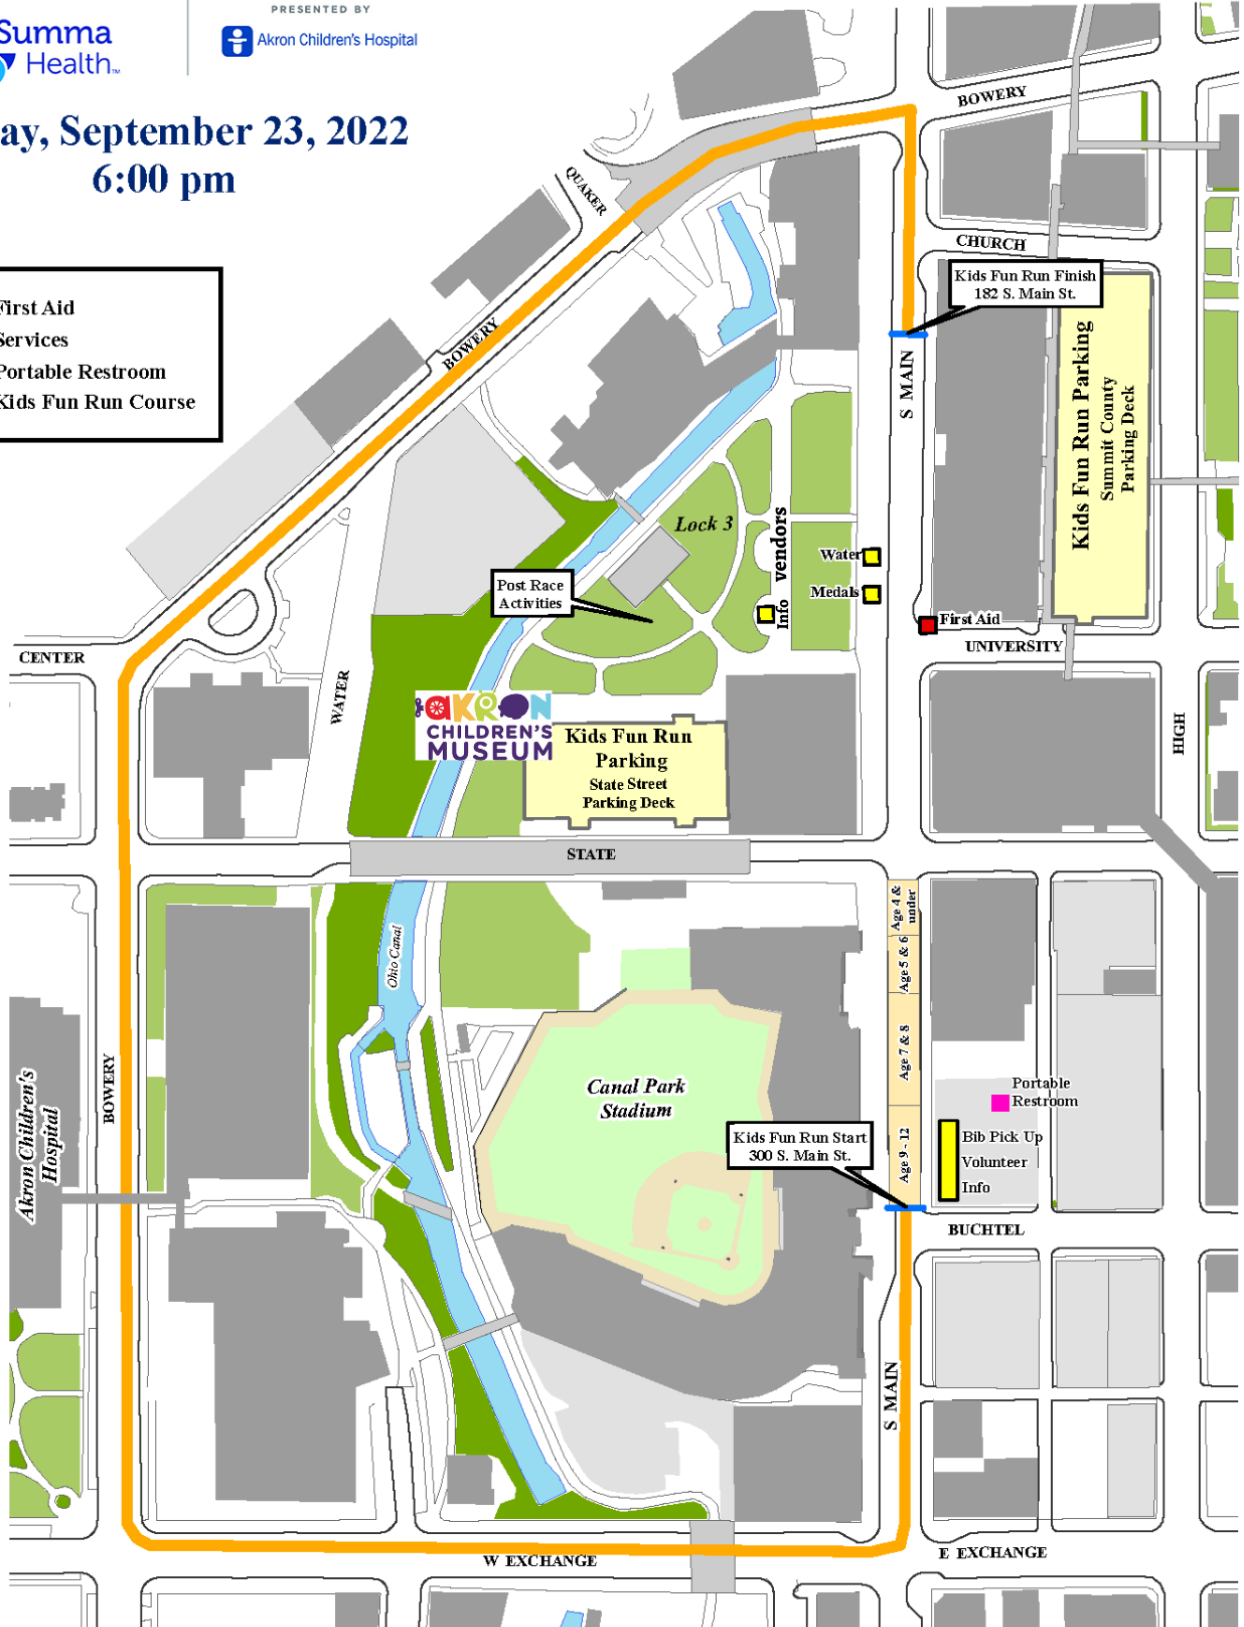 Summa
Health™
PRESENTED BY
Akron Children's Hospital
ay, September 23, 2022
6:00 pm
First Aid
Services
Portable Restroom
Kids Fun Run Course
BOWERY
QUAKER
CHURCH
Kids Fun Run Finish
182 S. Main St.
BOWERY
S MAIN
Kids Fun Run Parking
Summit County
Parking Deck
Lock 3
vendors
Water
Post Race
Activities
Medals
Info
First Aid
UNIVERSITY
CENTER
WATER
AKRON
CHILDREN'S
MUSEUM
Kids Fun Run
Parking
State Street
Parking Deck
HIGH
STATE
Age 4 &
under
Age 5 & 6
Ohio Canal
Age 7 & 8
BOWERY
Akron Children's
Hospital
Canal Park
Stadium
Portable
Restroom
Kids Fun Run Start
300 S. Main St.
Age 9 - 12
Bib Pick Up
Volunteer
Info
BUCHTEL
S MAIN
W EXCHANGE
E EXCHANGE